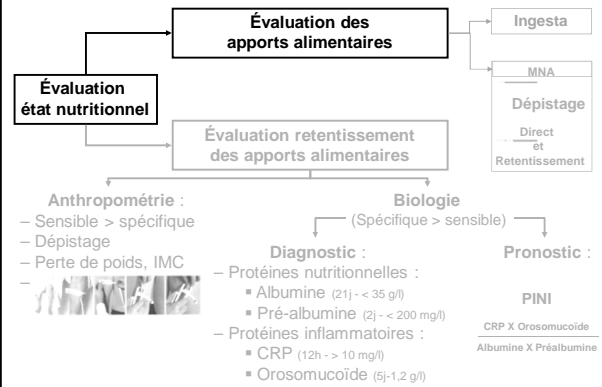 Évaluation des
apports alimentaires
Ingesta
MNA
Dépistage
Direct
et
Retentissement
Évaluation
état nutritionnel
Évaluation retentissement
des apports alimentaires
Anthropométrie :
– Sensible > spécifique
– Dépistage
– Perte de poids, IMC
–
Biologie
(Spécifique > sensible)
Diagnostic :
– Protéines nutritionnelles :
▪ Albumine (21j - < 35 g/l)
▪ Pré-albumine (2j - < 200 mg/l)
– Protéines inflammatoires :
▪ CRP (12h - > 10 mg/l)
▪ Orosomucoïde (5j-1,2 g/l)
Pronostic :
PINI
CRP X Orosomucoïde
Albumine X Préalbumine